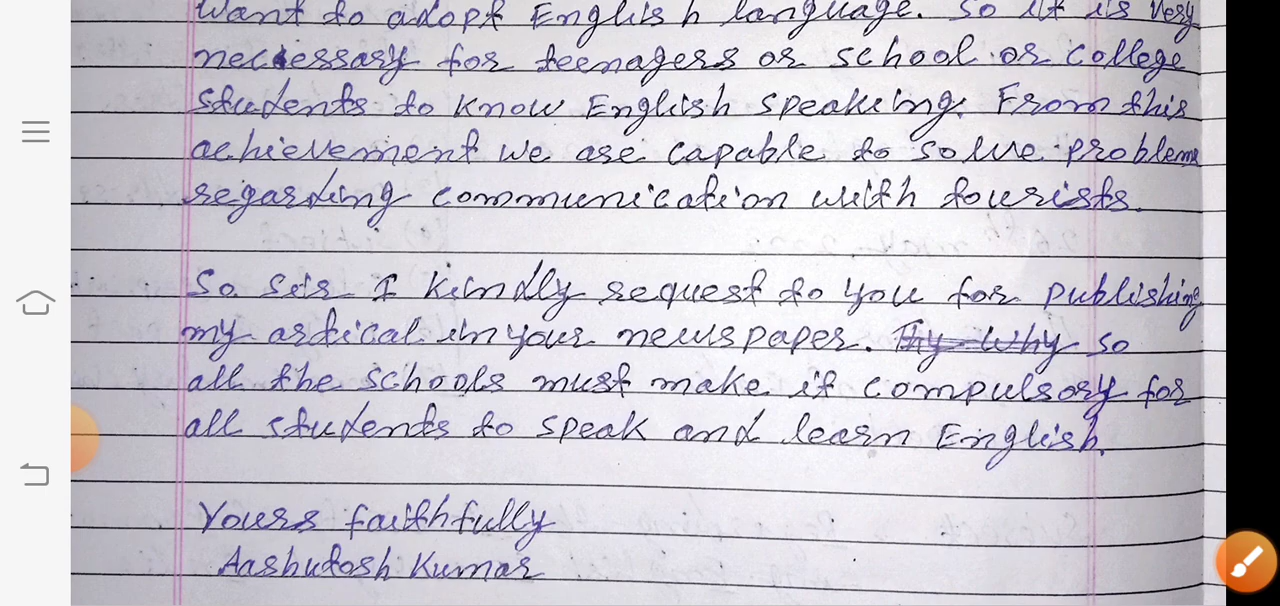 want to adopt English language. So it is very
neccessary for teenagers or school or college
students to know English speaking. From this
achievement we are capable to solve problems
regarding communication with tourists.
So Sir I kindly request to you for publishing
my artical in your newspaper. Thy Why so
all the schools must make it compulsory for
all students to speak and learn English.
Yours faithfully
Aashutosh Kumar